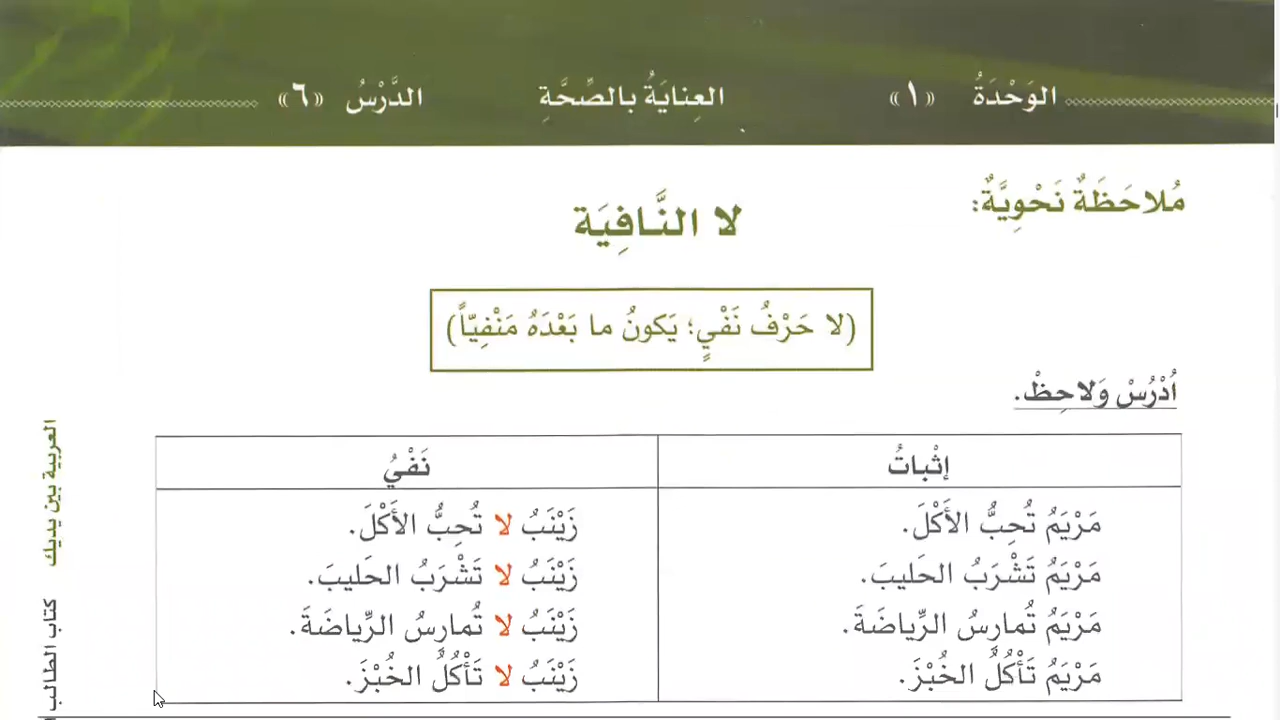 الوَحْدَةُ «١» العِنايَةُ بالصِّحَّةِ الدَّرْسُ «٦»
مُلاحَظَةٌ نَحْوِيَّةٌ:
لا النَّافِيَة
(لا حَرْفُ نَفْيٍ؛ يَكونُ ما بَعْدَهُ مَنْفِيّاً)
اُدْرُسْ وَلاحِظْ.
إثْباتُ نَفْيُ
مَرْيَمُ تُحِبُّ الأَكْلَ. زَيْنَبُ لا تُحِبُّ الأَكْلَ.
مَرْيَمُ تَشْرَبُ الحَليبَ. زَيْنَبُ لا تَشْرَبُ الحَليبَ.
مَرْيَمُ تُمارِسُ الرِّياضَةَ. زَيْنَبُ لا تُمارِسُ الرِّياضَةَ.
مَرْيَمُ تَأْكُلُ الخُبْزَ. زَيْنَبُ لا تَأْكُلُ الخُبْزَ.
العربية بين يديك كتاب الطالب